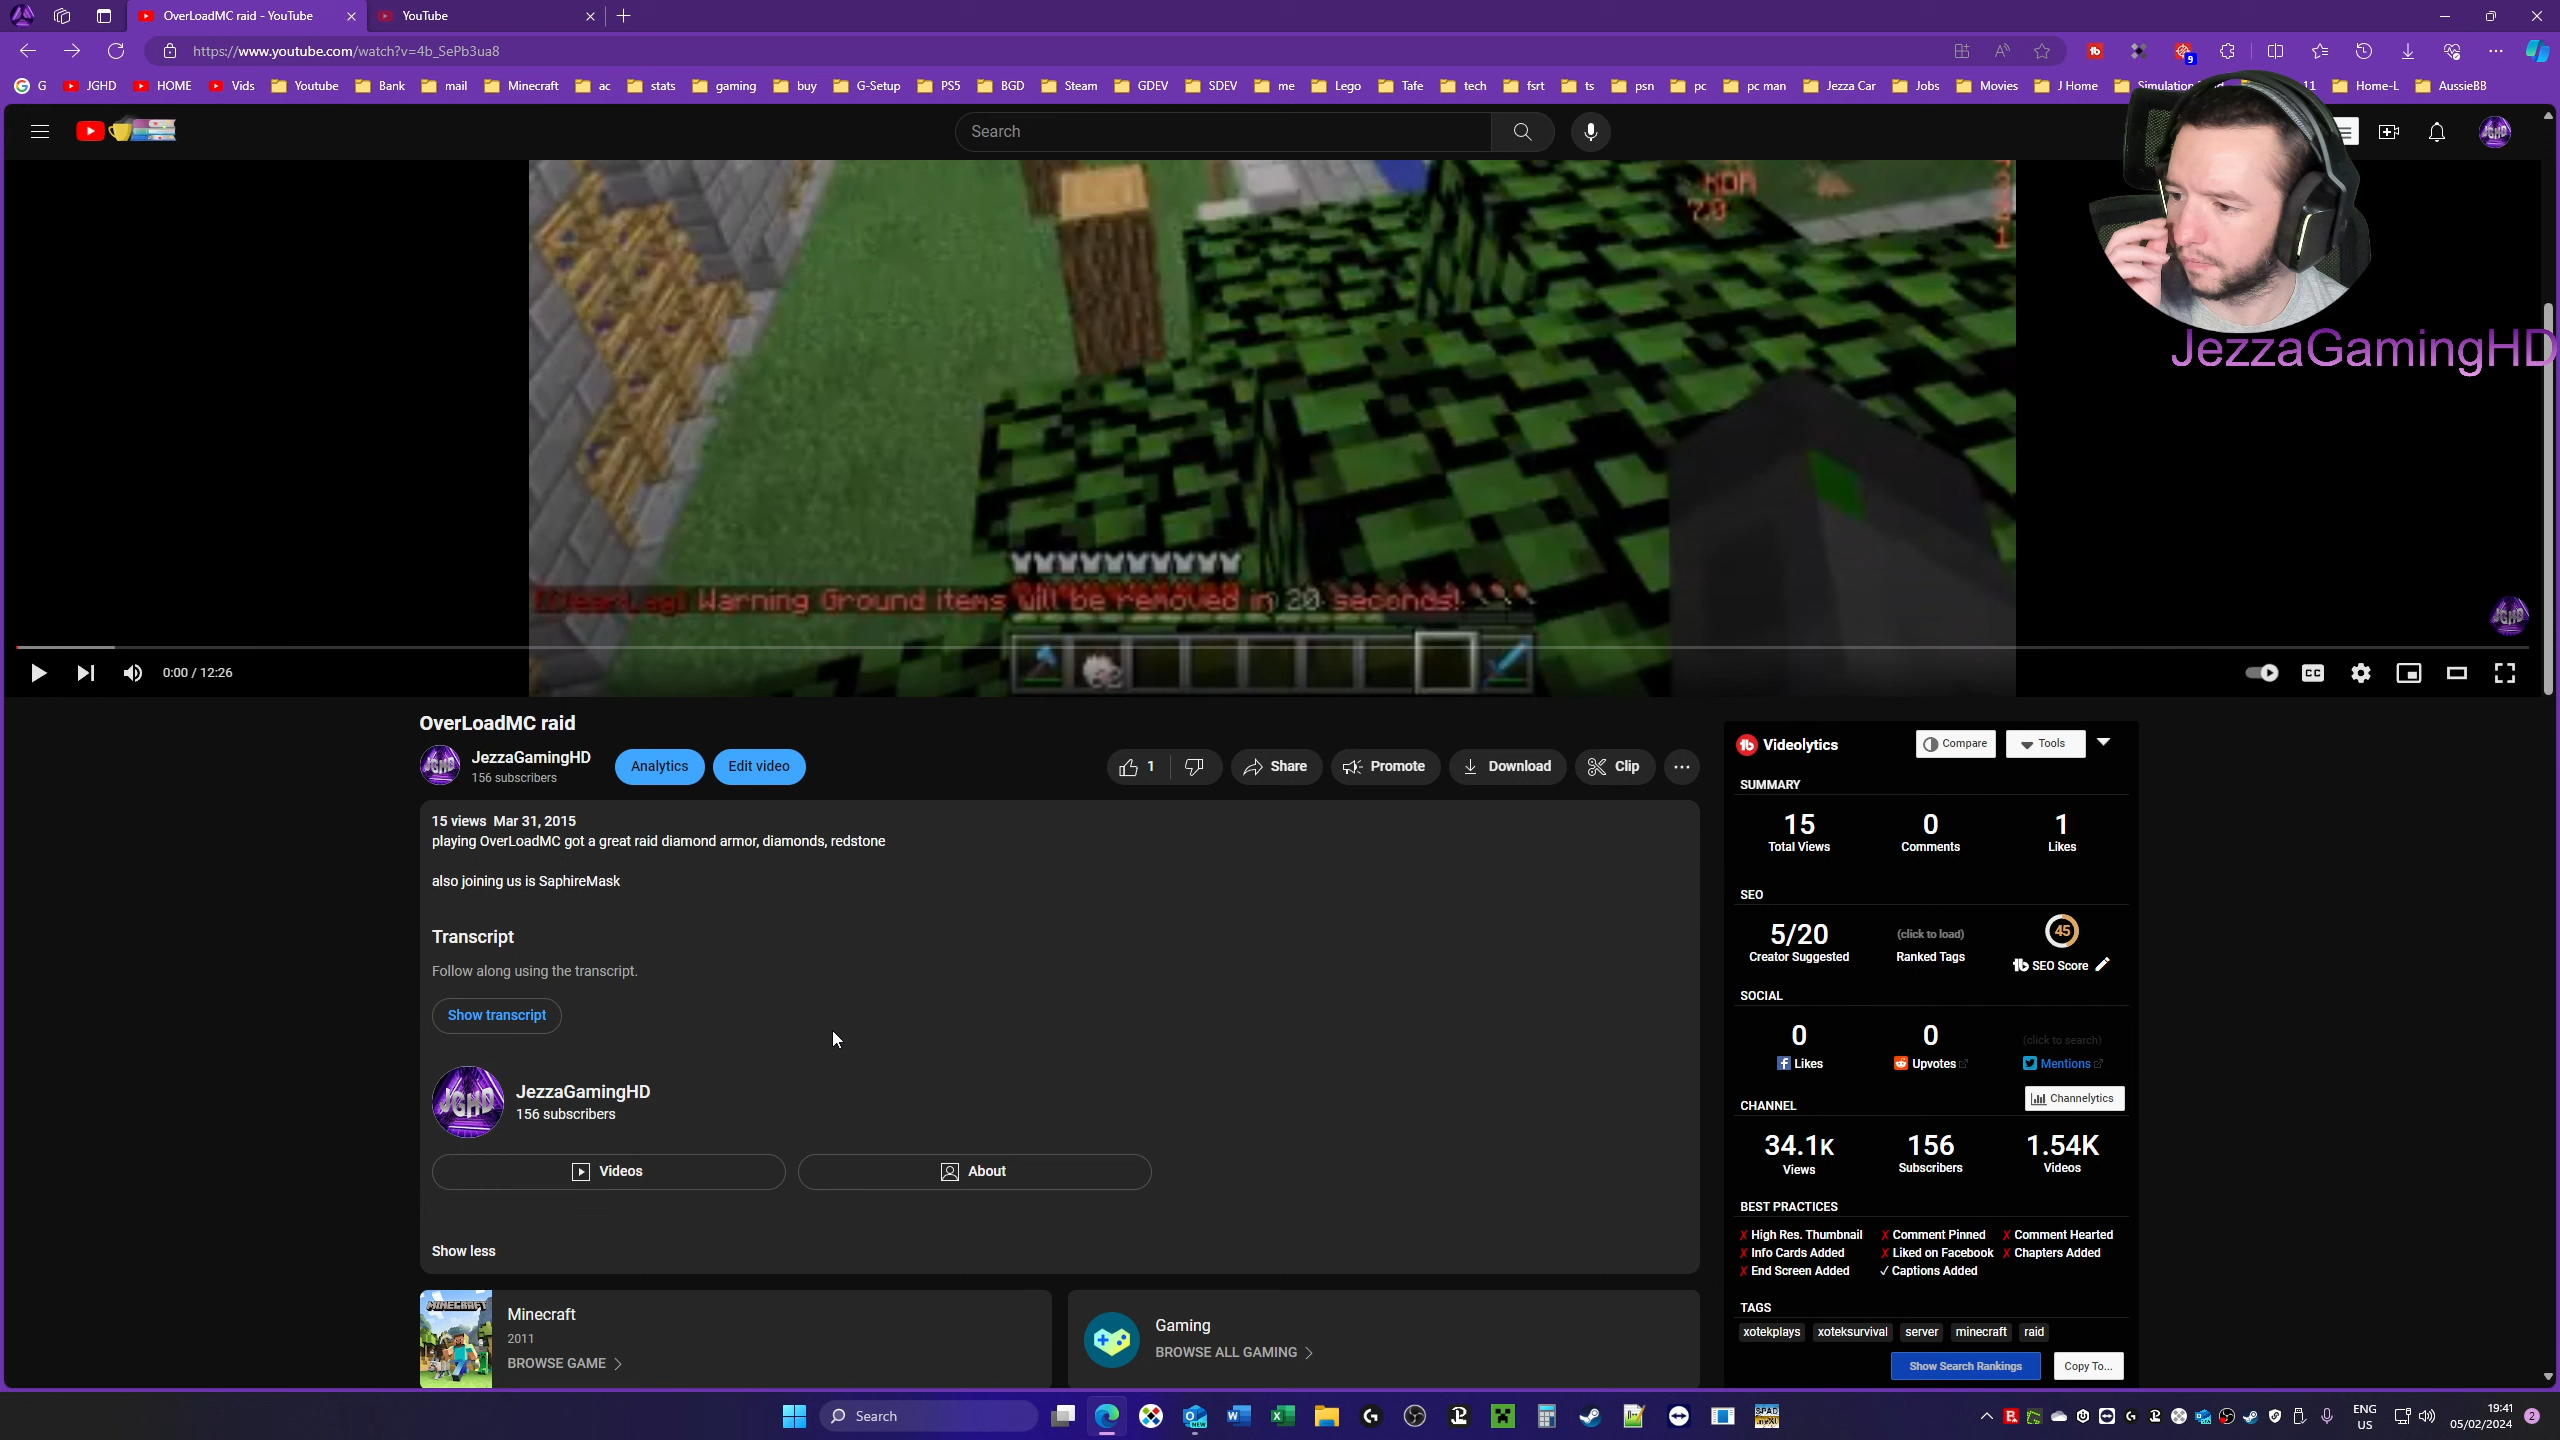 OverLoadMC raid - YouTube
YouTube
https://www.youtube.com/watch?v=4b_SePb3ua8
9
G JGHD HOME Vids Youtube Bank mail Minecraft ac stats gaming buy G-Setup PS5 BGD Steam GDEV SDEV me Lego Tafe tech fsrt ts psn pc pc man Jezza Car Jobs Movies J Home 11 Home-L AussieBB
Search
JezzaGamingHD
Warning Ground items will be removed in 20 seconds!
JGHD
0:00 / 12:26
CC
OverLoadMC raid
JezzaGamingHD
156 subscribers
Analytics
Edit video
1
Share
Promote
Download
Clip
15 views Mar 31, 2015
playing OverLoadMC got a great raid diamond armor, diamonds, redstone
also joining us is SaphireMask
Transcript
Follow along using the transcript.
Show transcript
JGHD
JezzaGamingHD
156 subscribers
Videos
About
Show less
MINECRAFT
Minecraft
2011
BROWSE GAME
Gaming
BROWSE ALL GAMING
Videolytics
Compare
Tools
SUMMARY
15 0 1
Total Views Comments Likes
SEO
5/20 (click to load) 45
Creator Suggested Ranked Tags SEO Score
SOCIAL
0 0 (click to search)
Likes Upvotes Mentions
CHANNEL
Channelytics
34.1K 156 1.54K
Views Subscribers Videos
BEST PRACTICES
High Res. Thumbnail Comment Pinned Comment Hearted
Info Cards Added Liked on Facebook Chapters Added
End Screen Added Captions Added
TAGS
xotekplays xoteksurvival server minecraft raid
Show Search Rankings
Copy To...
Search
ENG
US
19:41
05/02/2024
2